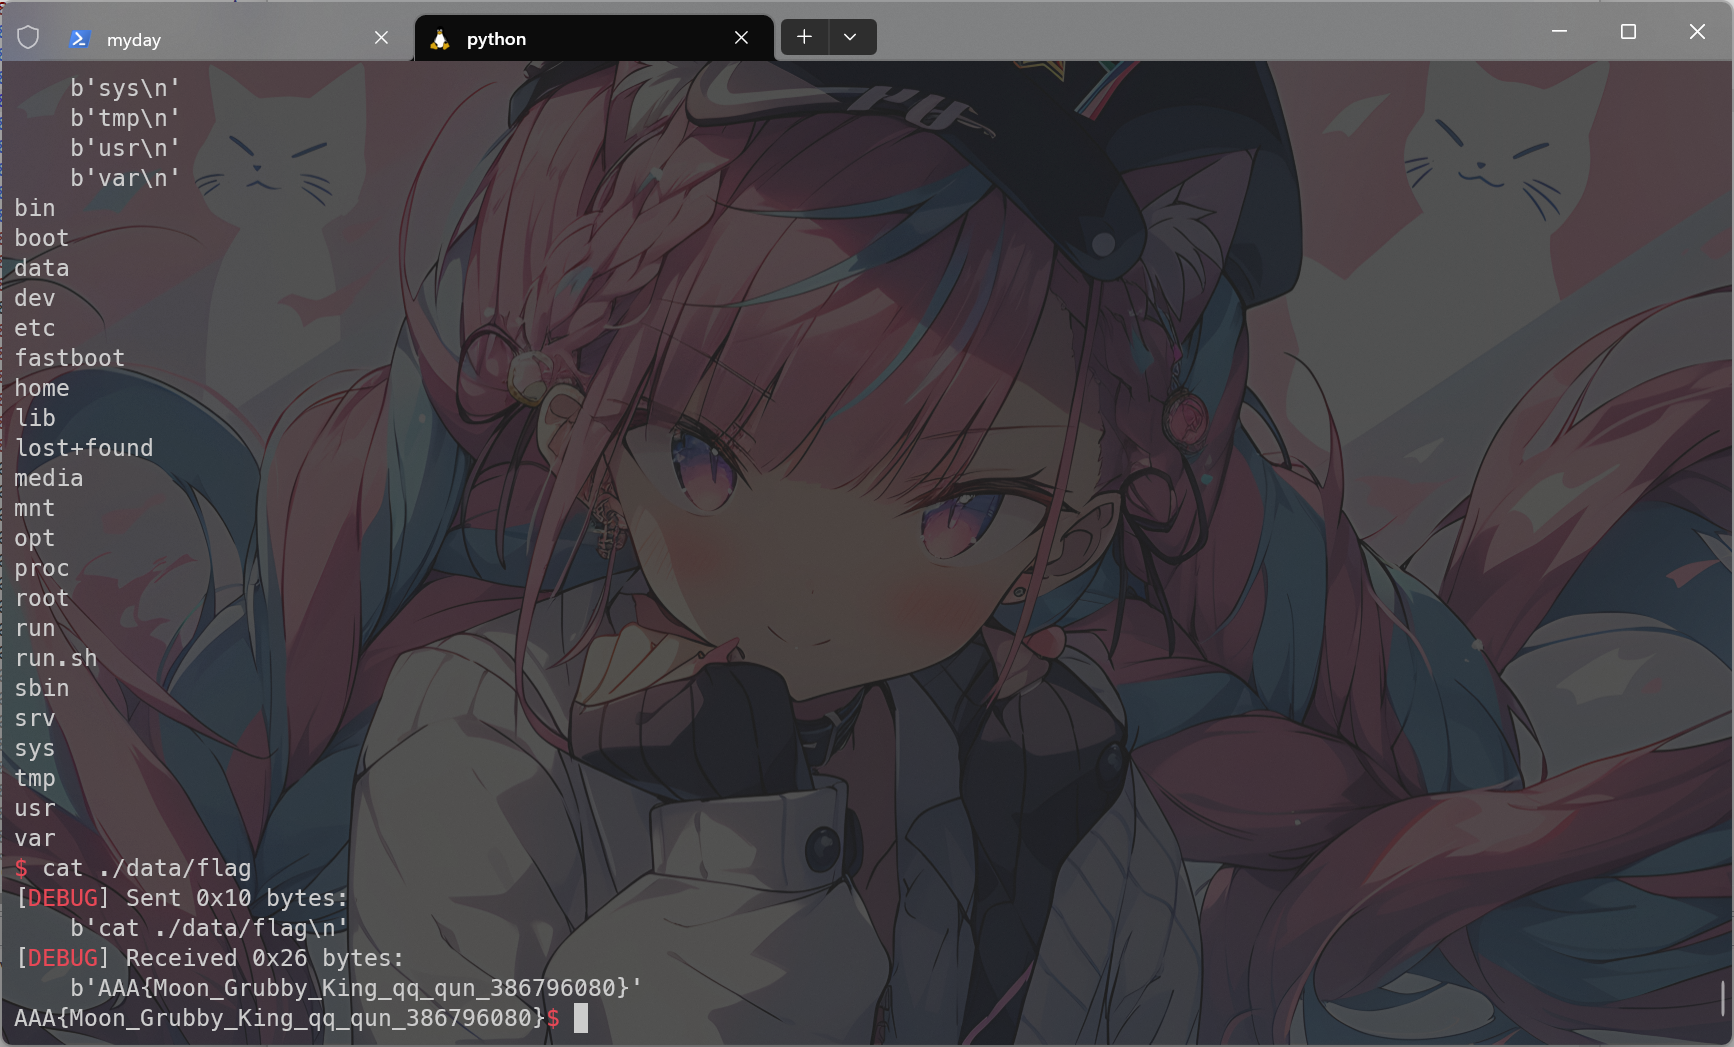 myday
python
b'sys\n'
b'tmp\n'
b'usr\n'
b'var\n'
bin
boot
data
dev
etc
fastboot
home
lib
lost+found
media
mnt
opt
proc
root
run
run.sh
sbin
srv
sys
tmp
usr
var
$ cat ./data/flag
[DEBUG] Sent 0x10 bytes:
b'cat ./data/flag\n'
[DEBUG] Received 0x26 bytes:
b'AAA{Moon_Grubby_King_qq_qun_386796080}'
AAA{Moon_Grubby_King_qq_qun_386796080}$